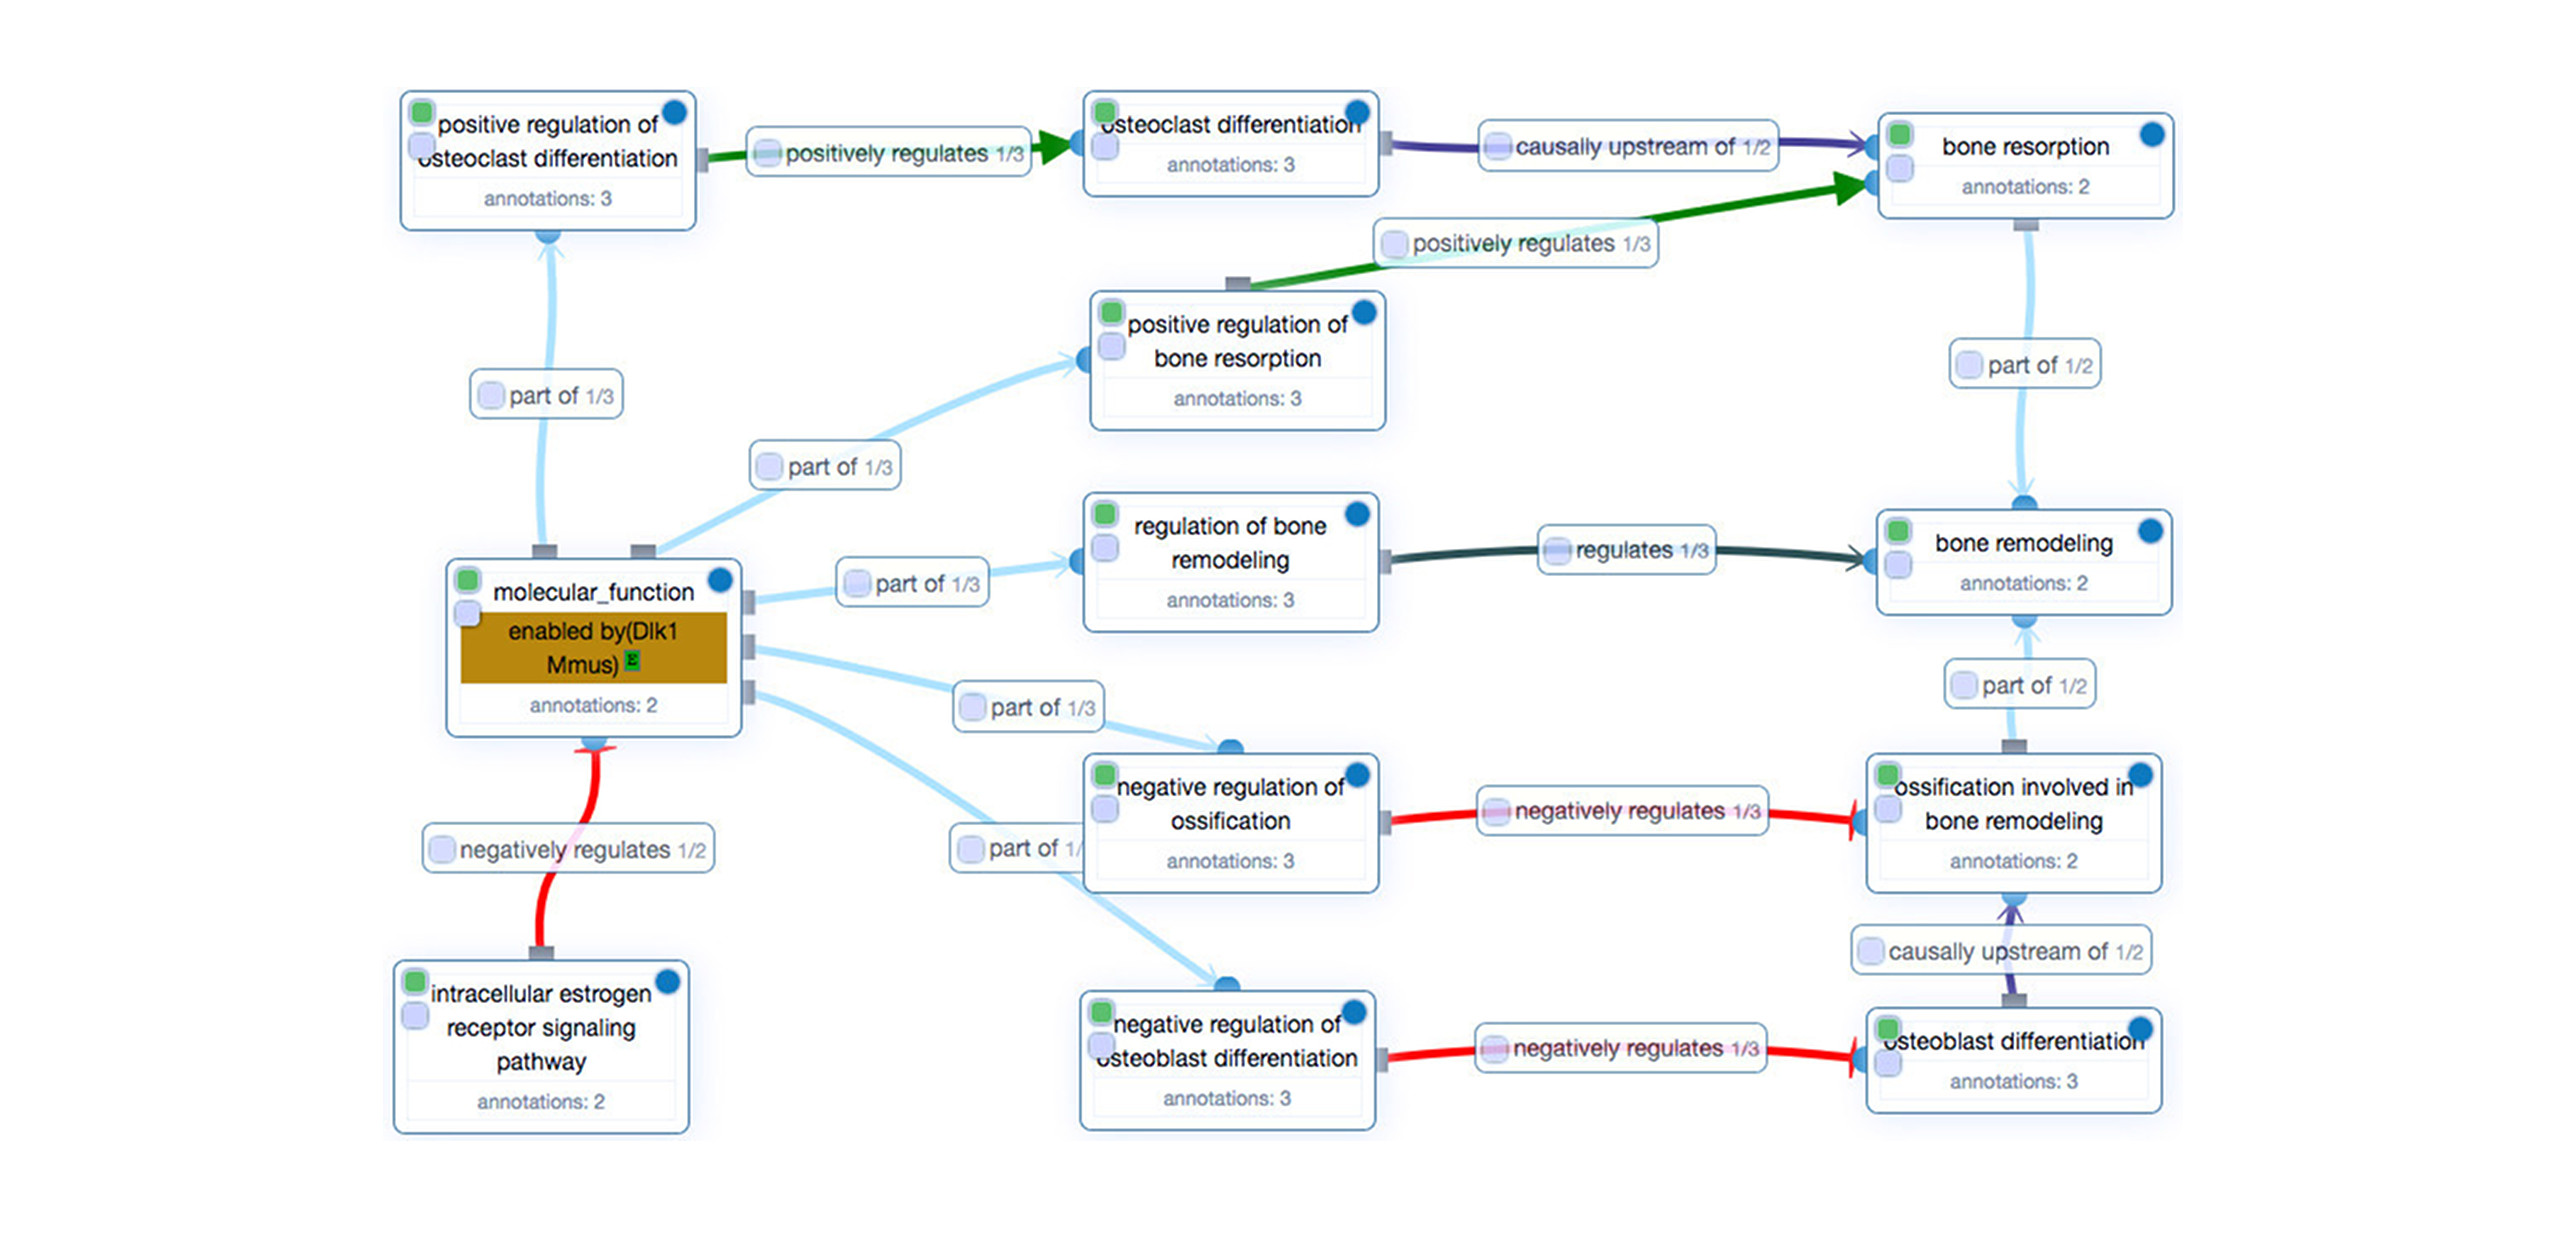 positive regulation of
osteoclast differentiation
annotations: 3
positively regulates 1/3
osteoclast differentiation
annotations: 3
causally upstream of 1/2
bone resorption
annotations: 2
positively regulates 1/3
positive regulation of
bone resorption
annotations: 3
part of 1/3
part of 1/3
part of 1/2
molecular_function
enabled by(Dlk1
Mmus) E
annotations: 2
part of 1/3
regulation of bone
remodeling
annotations: 3
regulates 1/3
bone remodeling
annotations: 2
part of 1/3
part of 1/2
negatively regulates 1/2
part of 1/
negative regulation of
ossification
annotations: 3
negatively regulates 1/3
ossification involved in
bone remodeling
annotations: 2
causally upstream of 1/2
intracellular estrogen
receptor signaling
pathway
annotations: 2
negative regulation of
osteoblast differentiation
annotations: 3
negatively regulates 1/3
osteoblast differentiation
annotations: 3